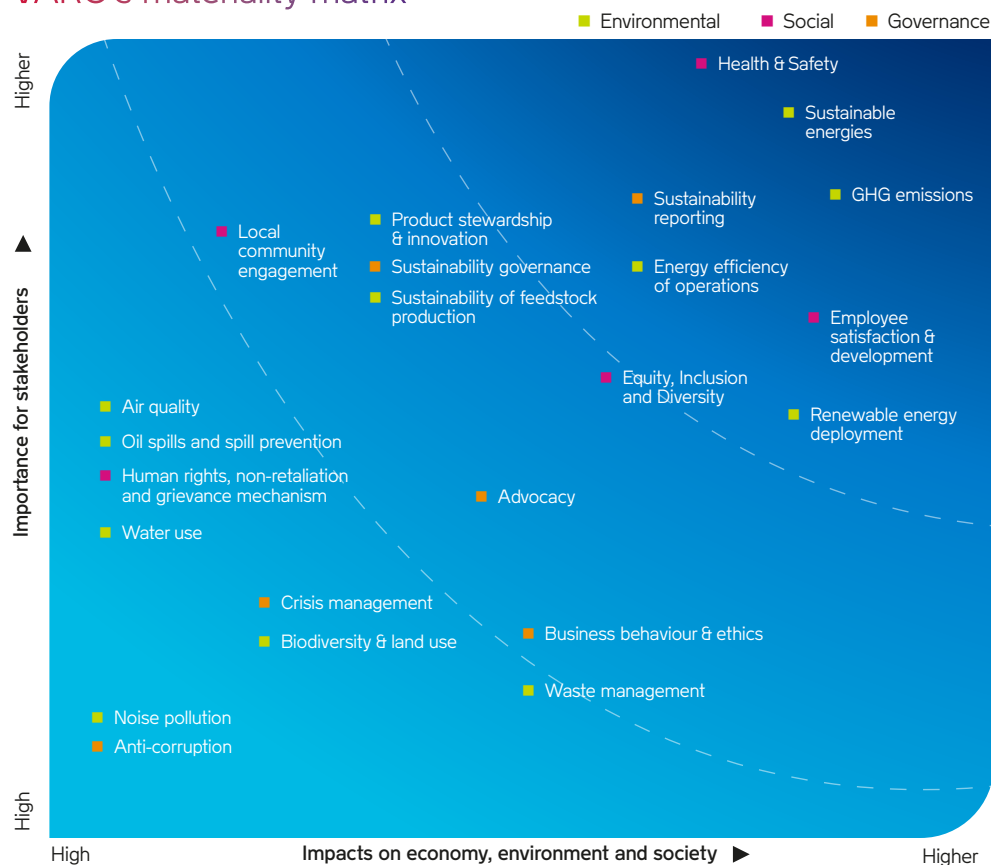 VARO's materiality matrix
Environmental
Social
Governance
Higher
Importance for stakeholders ▲
High
Health & Safety
Sustainable
energies
GHG emissions
Sustainability
reporting
Product stewardship
& innovation
Local
community
engagement
Sustainability governance
Energy efficiency
of operations
Sustainability of feedstock
production
Employee
satisfaction &
development
Equity, Inclusion
and Diversity
Air quality
Renewable energy
deployment
Oil spills and spill prevention
Human rights, non-retaliation
and grievance mechanism
Advocacy
Water use
Crisis management
Biodiversity & land use
Business behaviour & ethics
Waste management
Noise pollution
Anti-corruption
High
Impacts on economy, environment and society ▶
Higher